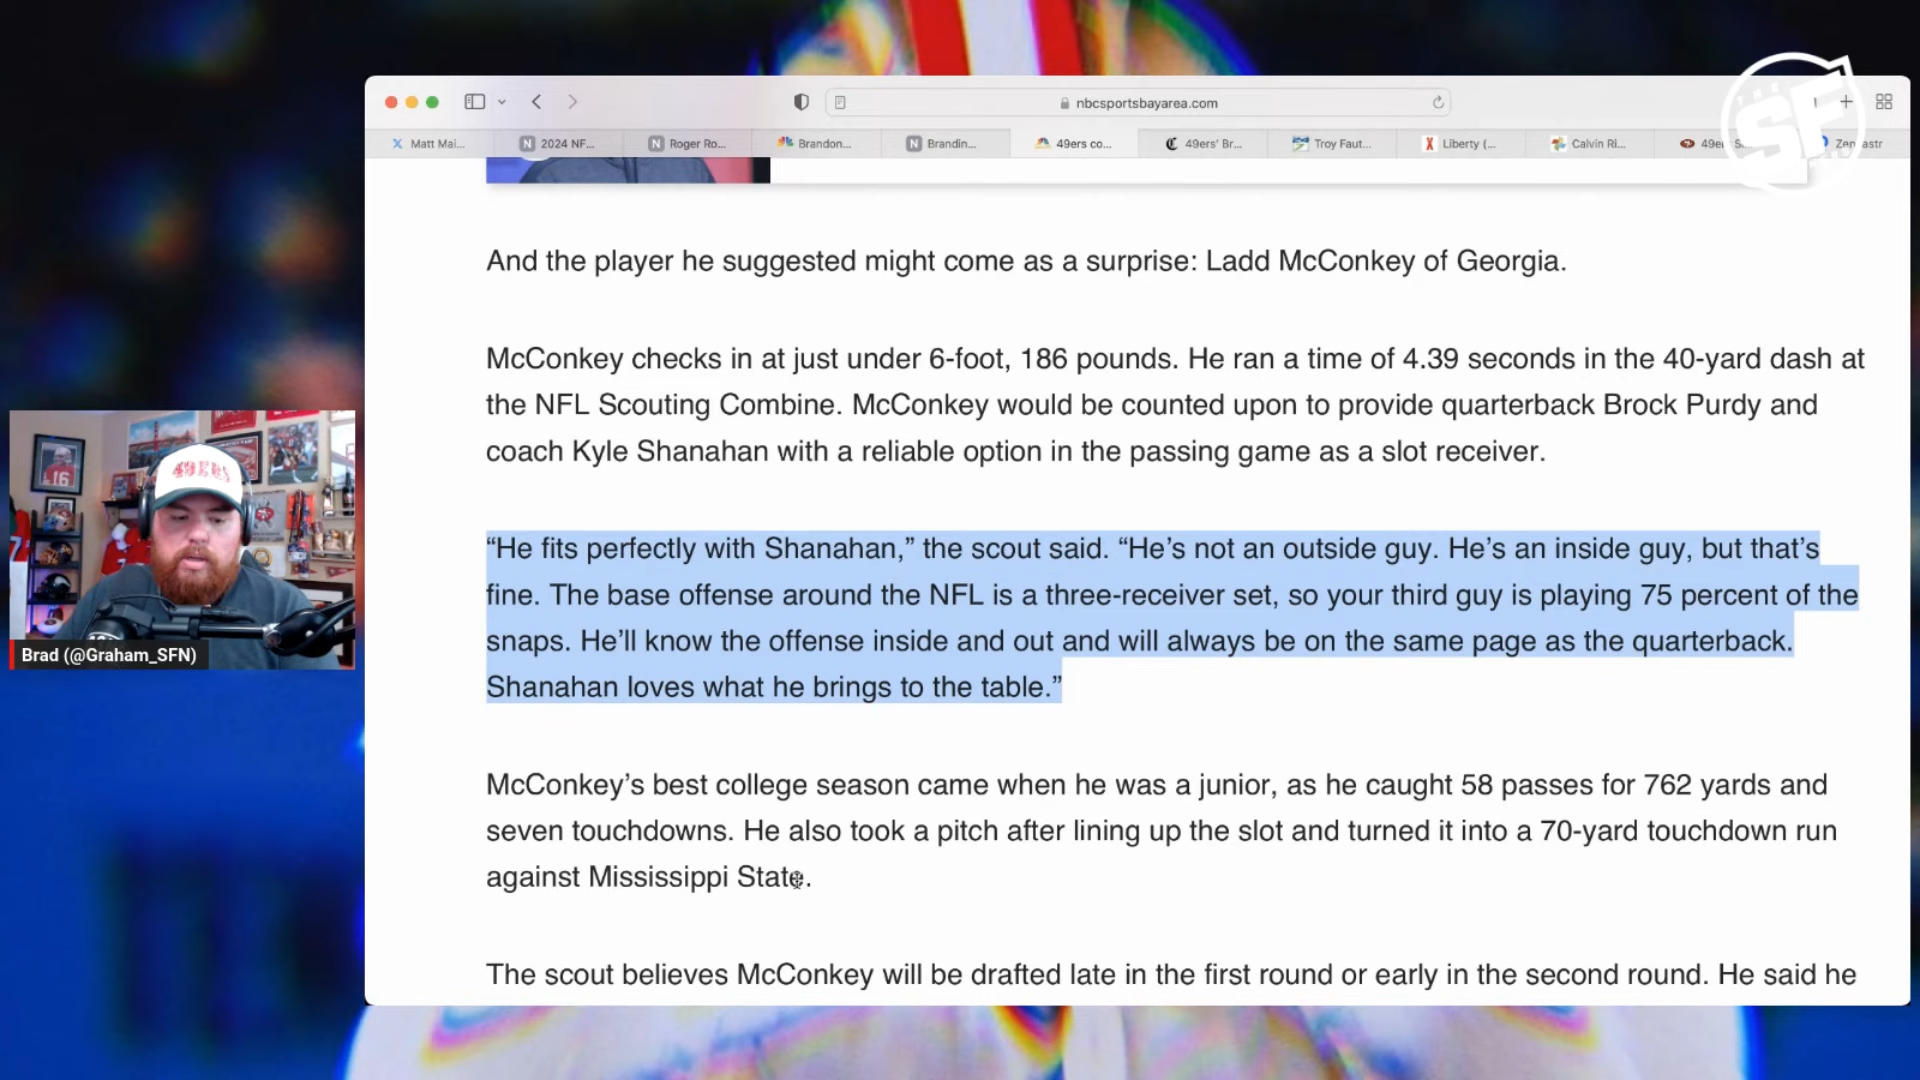 nbcsportsbayarea.com
Matt Mai...
2024 NF...
Roger Ro...
Brandon...
Brandin...
49ers co...
49ers' Br...
Troy Faut...
Liberty (...
Calvin Ri...
And the player he suggested might come as a surprise: Ladd McConkey of Georgia.
McConkey checks in at just under 6-foot, 186 pounds. He ran a time of 4.39 seconds in the 40-yard dash at
the NFL Scouting Combine. McConkey would be counted upon to provide quarterback Brock Purdy and
coach Kyle Shanahan with a reliable option in the passing game as a slot receiver.
“He fits perfectly with Shanahan,” the scout said. “He’s not an outside guy. He’s an inside guy, but that’s
fine. The base offense around the NFL is a three-receiver set, so your third guy is playing 75 percent of the
snaps. He’ll know the offense inside and out and will always be on the same page as the quarterback.
Shanahan loves what he brings to the table.”
McConkey’s best college season came when he was a junior, as he caught 58 passes for 762 yards and
seven touchdowns. He also took a pitch after lining up the slot and turned it into a 70-yard touchdown run
against Mississippi State.
The scout believes McConkey will be drafted late in the first round or early in the second round. He said he
SF
49ERS
16
Brad (@Graham_SFN)